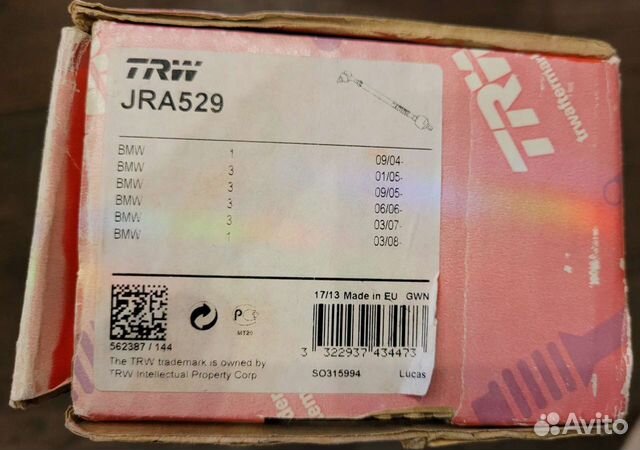 TRW
JRA529
BMW 1 09/04-
BMW 3 01/05-
BMW 3 09/05-
BMW 3 06/06-
BMW 3 03/07-
BMW 1 03/08-
17/13 Made in EU GWN
562387 / 144
MT20
3 322937 434473
The TRW trademark is owned by
TRW Intellectual Property Corp
SO315994 Lucas
TRW
Avito